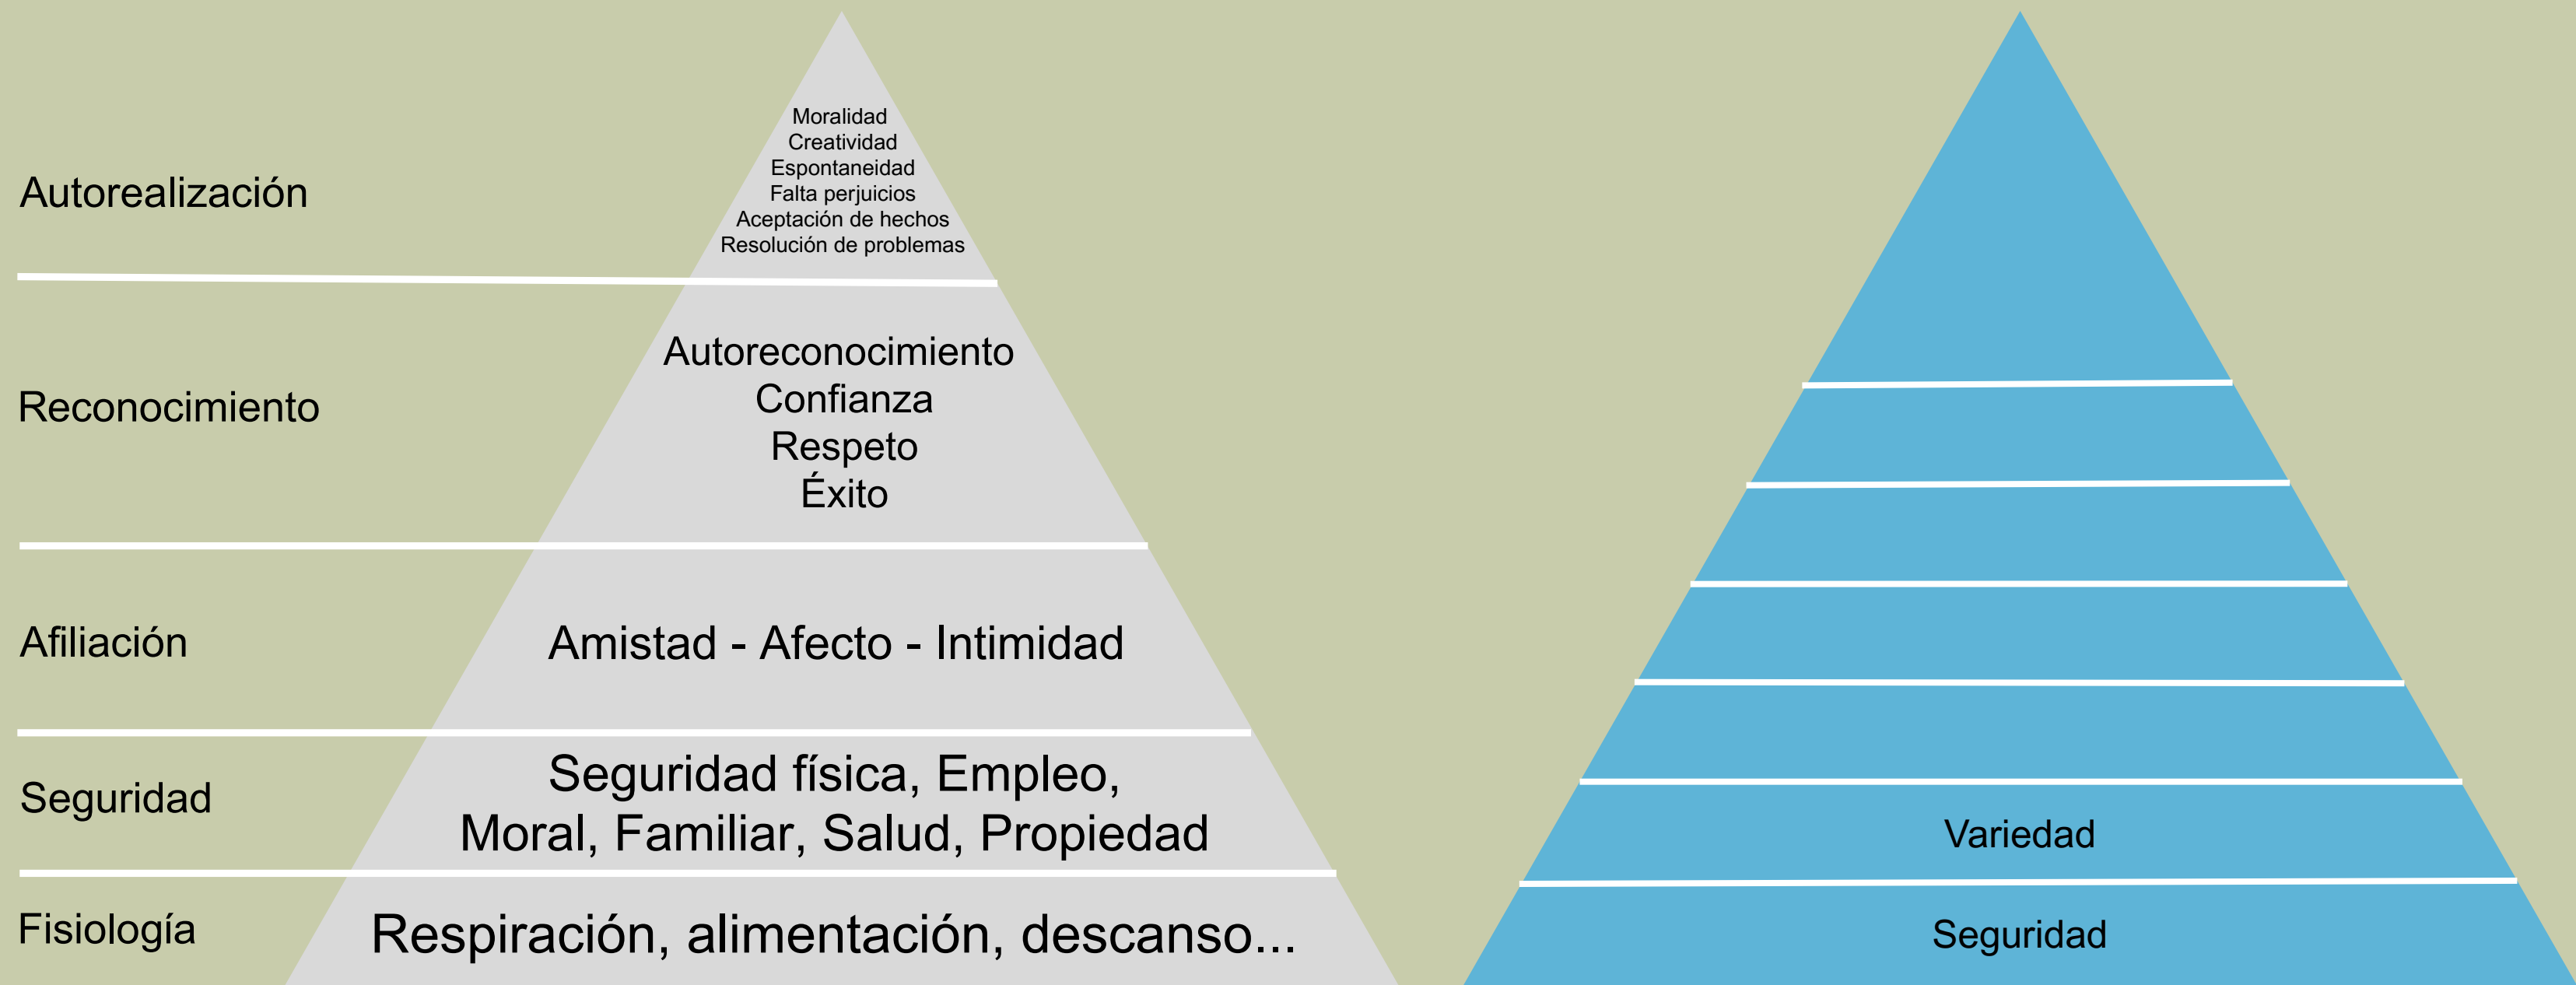 Autorealización
Moralidad
Creatividad
Espontaneidad
Falta perjuicios
Aceptación de hechos
Resolución de problemas
Reconocimiento
Autoreconocimiento
Confianza
Respeto
Éxito
Afiliación
Amistad - Afecto - Intimidad
Seguridad
Seguridad física, Empleo,
Moral, Familiar, Salud, Propiedad
Fisiología
Respiración, alimentación, descanso...
Variedad
Seguridad